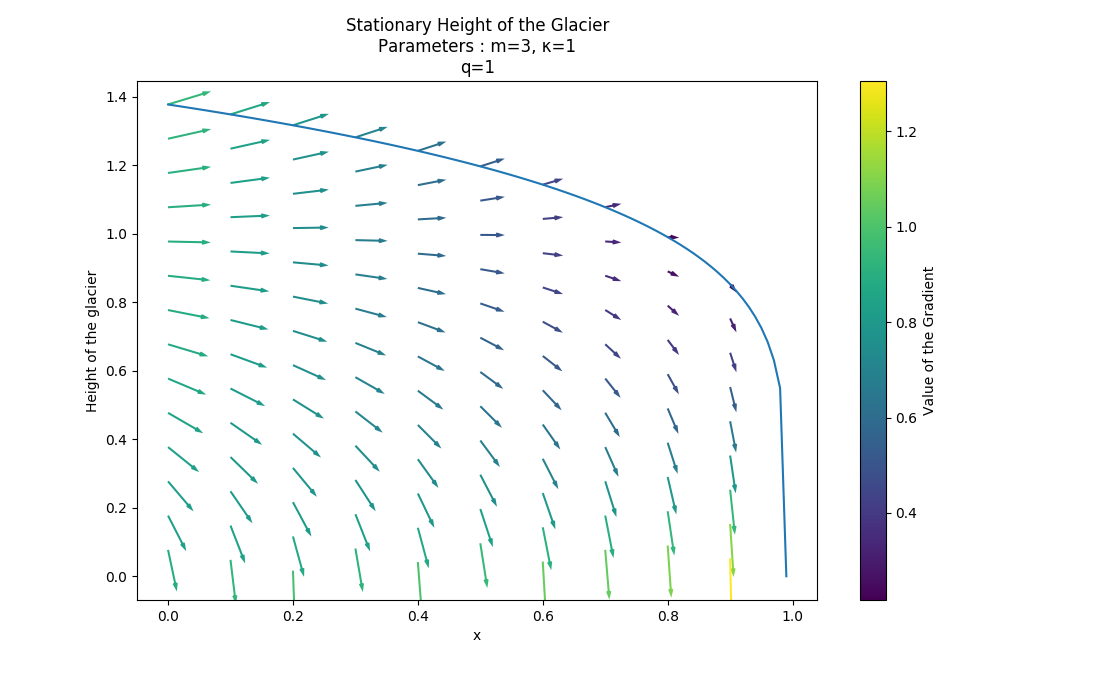 Stationary Height of the Glacier
Parameters : m=3, κ=1
q=1
Height of the glacier
1.4
1.2
1.0
0.8
0.6
0.4
0.2
0.0
0.0 0.2 0.4 0.6 0.8 1.0
x
1.2
1.0
0.8
0.6
0.4
Value of the Gradient